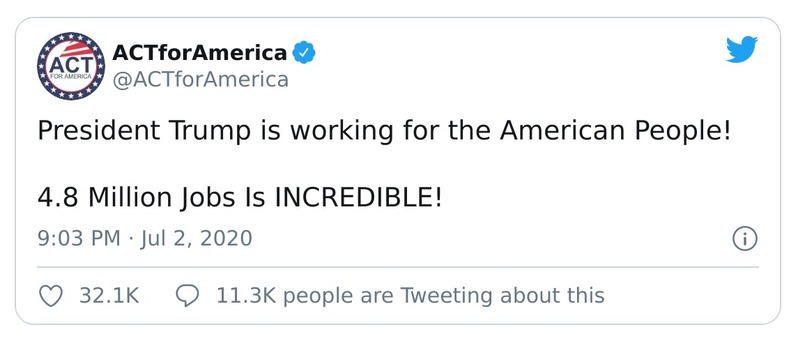 ACT
FOR AMERICA
ACTforAmerica
@ACTforAmerica
President Trump is working for the American People!
4.8 Million Jobs Is INCREDIBLE!
9:03 PM · Jul 2, 2020
32.1K 11.3K people are Tweeting about this